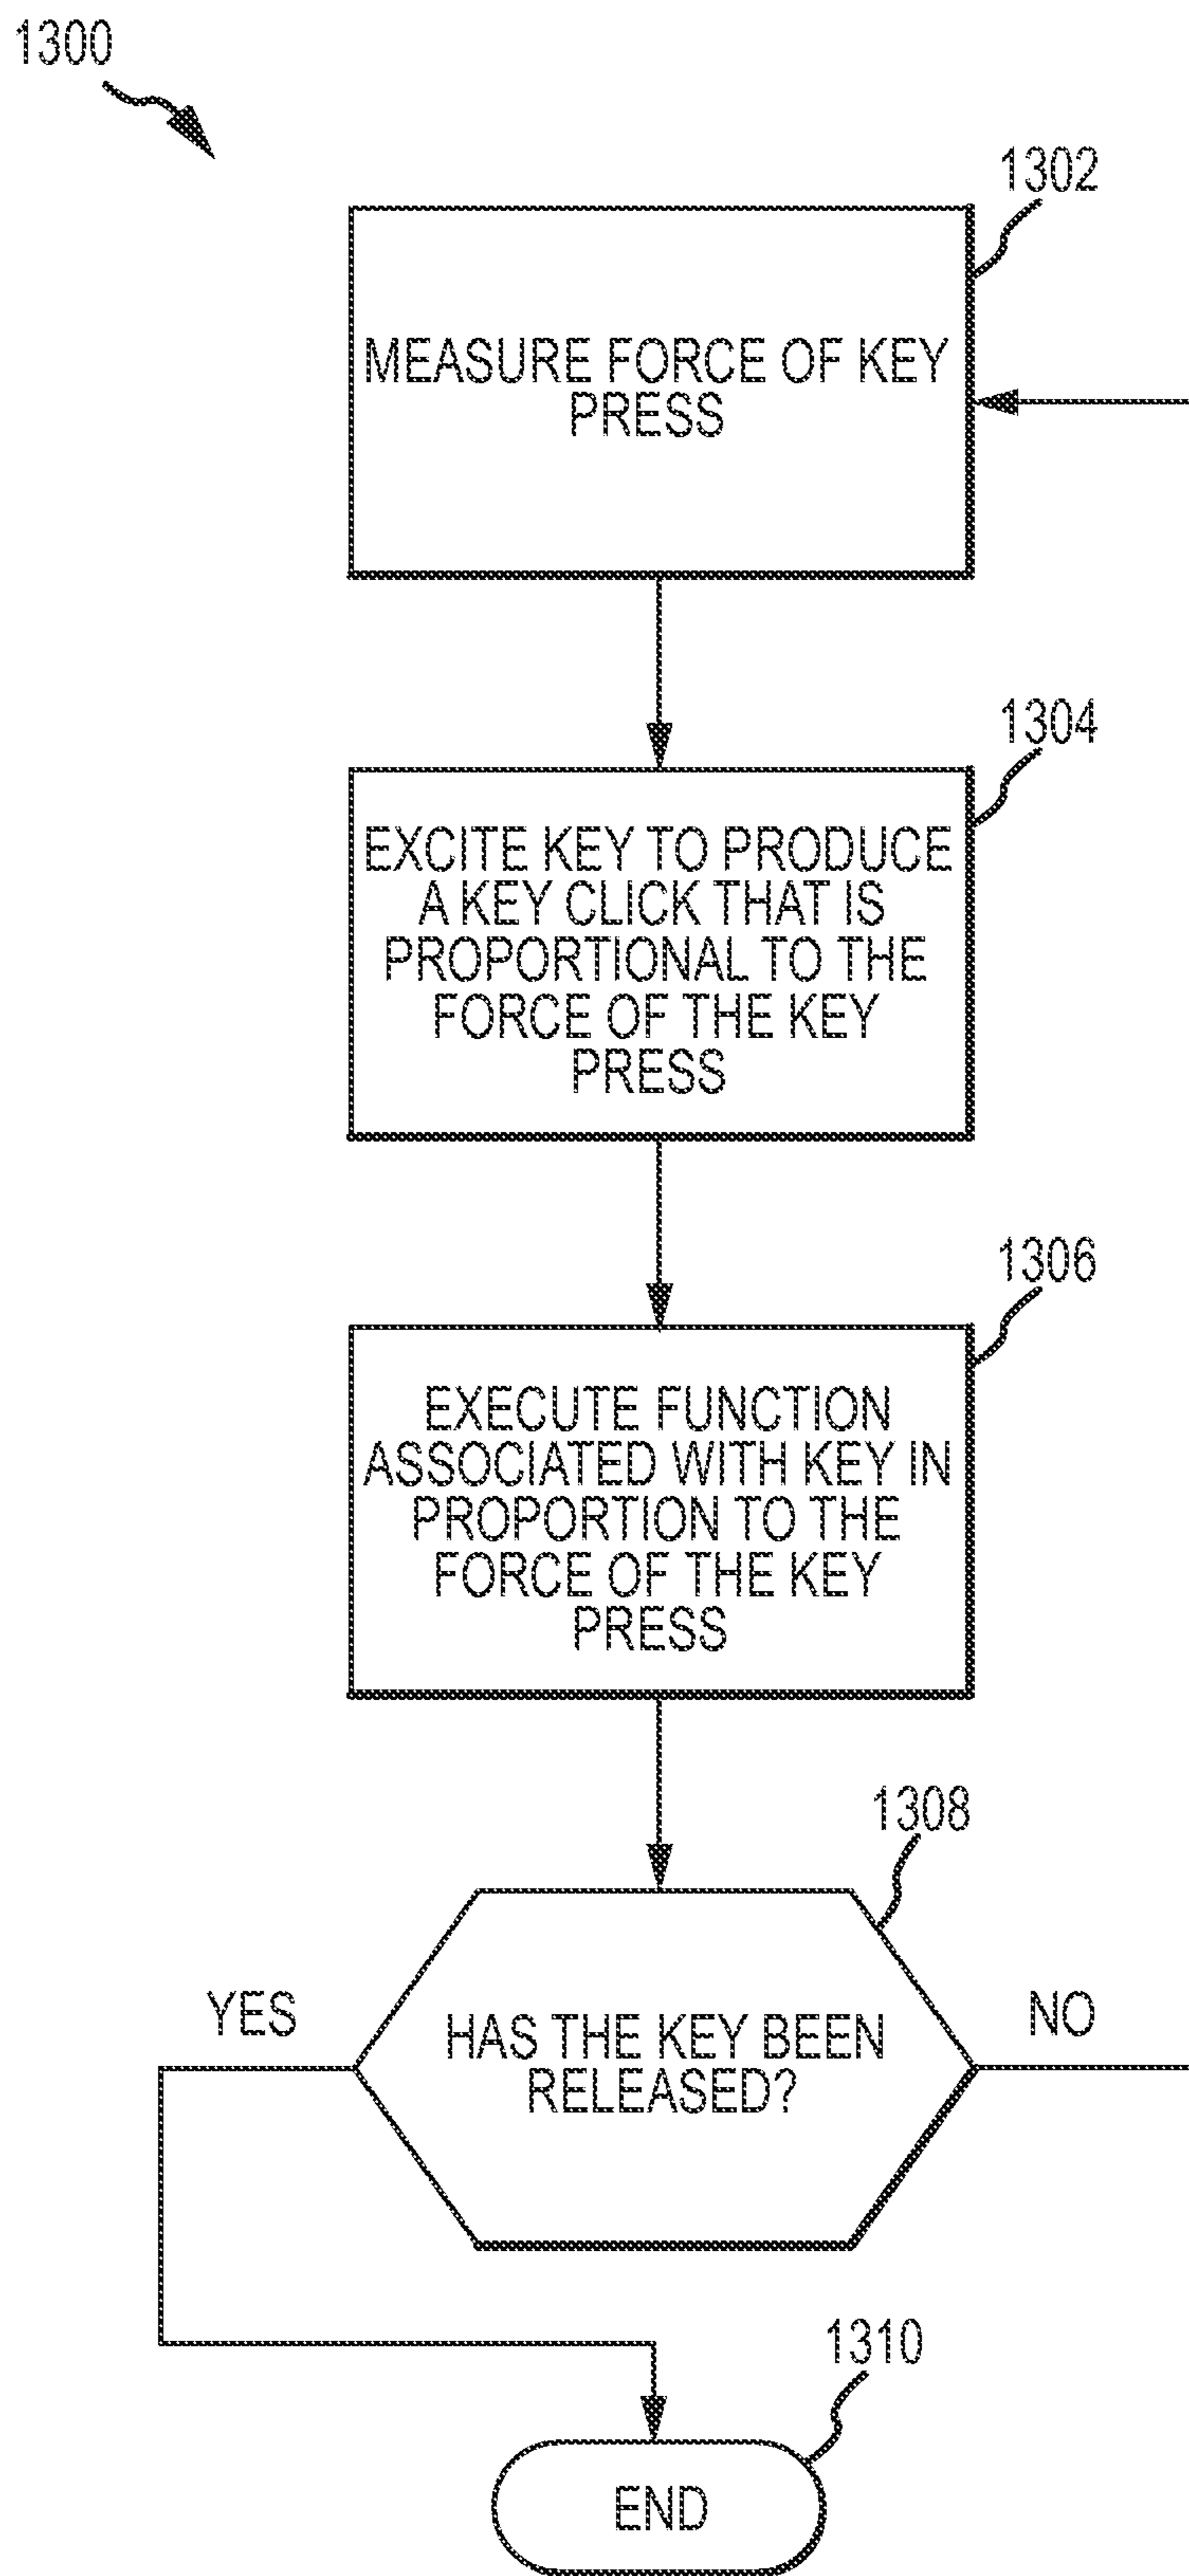 1300
1302
MEASURE FORCE OF KEY
PRESS
1304
EXCITE KEY TO PRODUCE
A KEY CLICK THAT IS
PROPORTIONAL TO THE
FORCE OF THE KEY
PRESS
1306
EXECUTE FUNCTION
ASSOCIATED WITH KEY IN
PROPORTION TO THE
FORCE OF THE KEY
PRESS
1308
YES
HAS THE KEY BEEN
RELEASED?
NO
1310
END